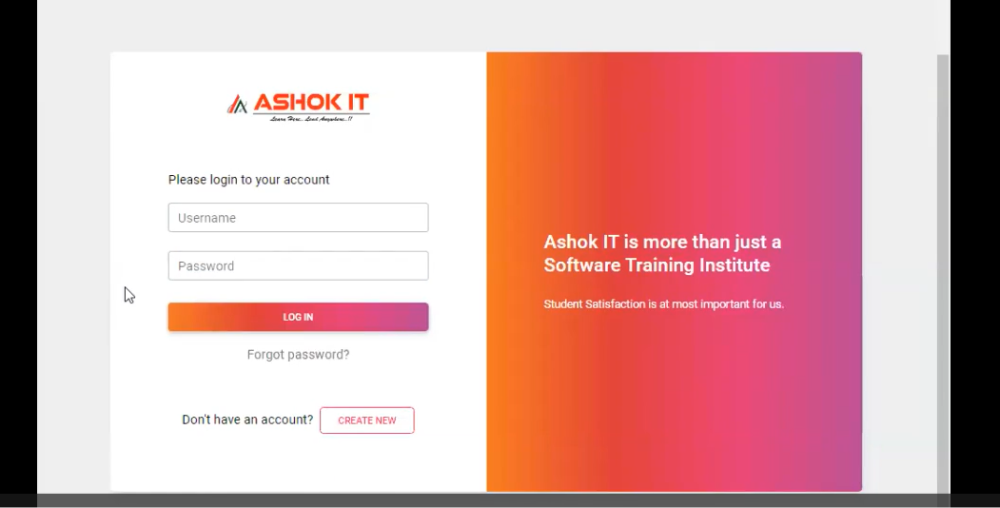 ASHOK IT
Learn Here.. Lead Anywhere..!!
Please login to your account
Username
Password
LOG IN
Forgot password?
Don't have an account? CREATE NEW
Ashok IT is more than just a
Software Training Institute
Student Satisfaction is at most important for us.